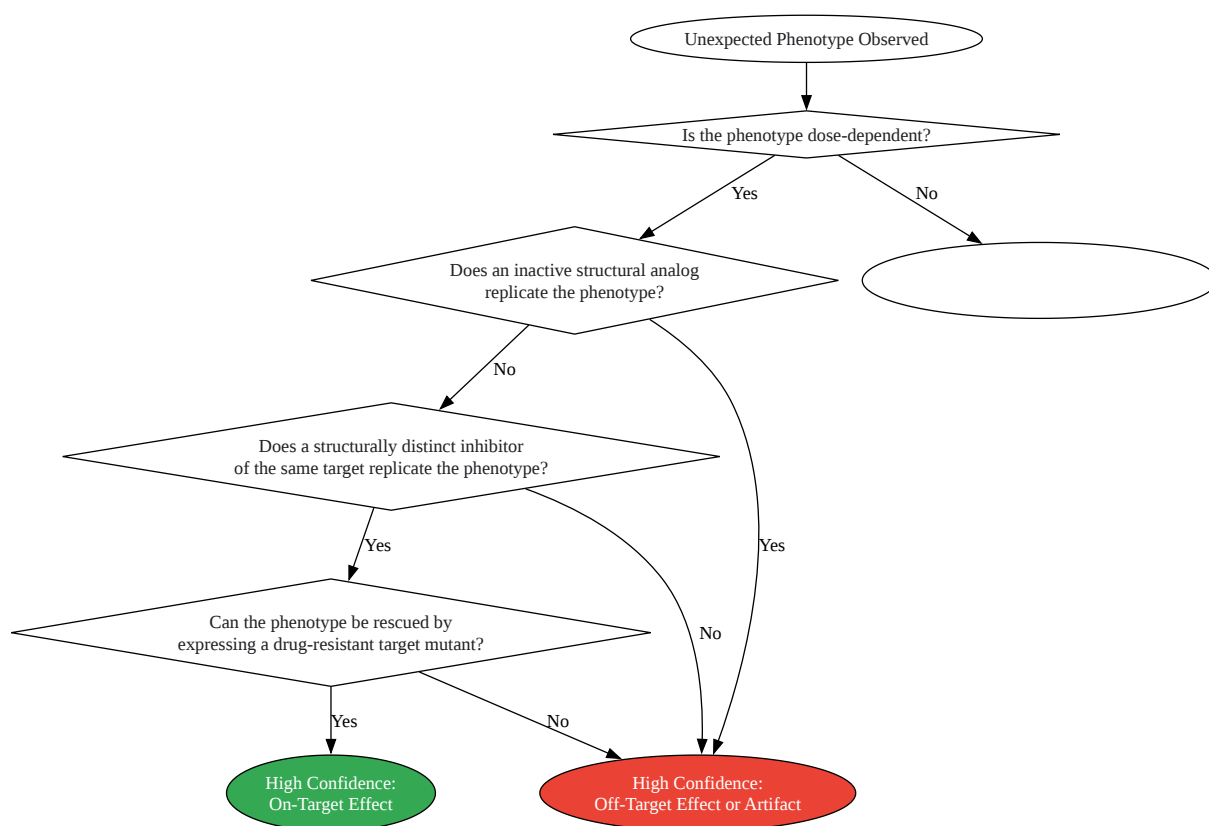 Unexpected Phenotype Observed
Is the phenotype dose-dependent?
Yes
No
Does an inactive structural analog
replicate the phenotype?
No
Yes
Does a structurally distinct inhibitor
of the same target replicate the phenotype?
Yes
No
Can the phenotype be rescued by
expressing a drug-resistant target mutant?
Yes
No
High Confidence:
On-Target Effect
High Confidence:
Off-Target Effect or Artifact